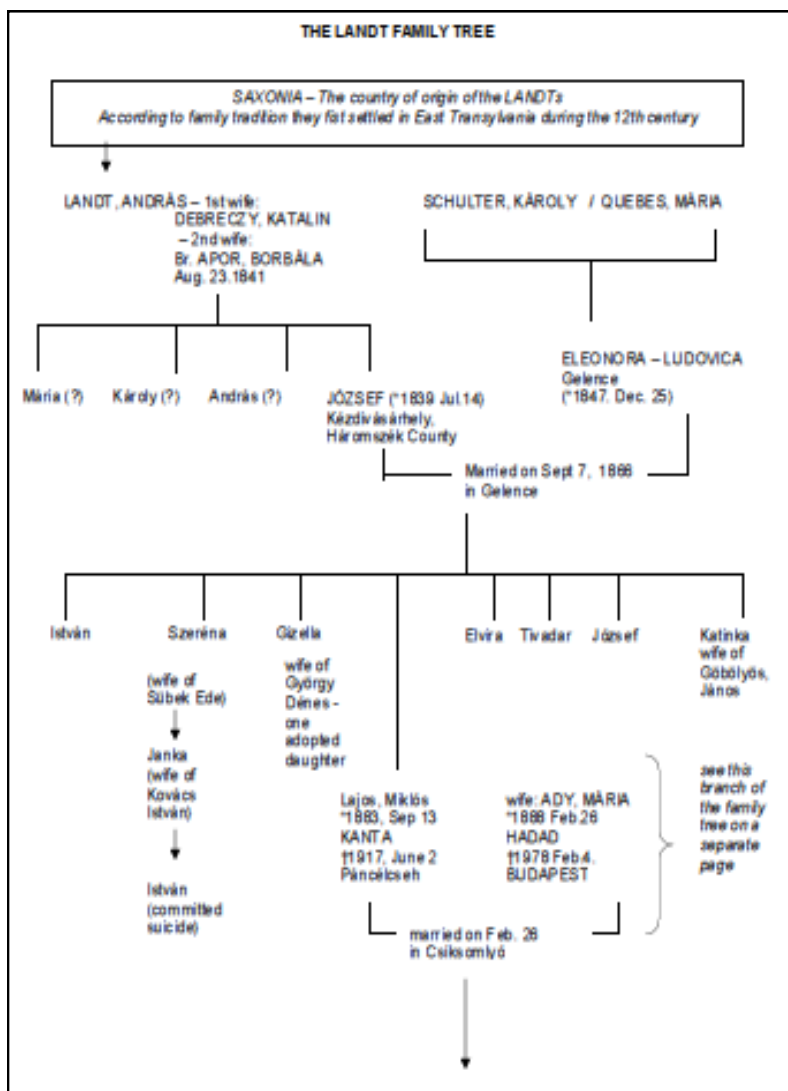 THE LANDT FAMILY TREE
SAXONIA – The country of origin of the LANDTs
According to family tradition they fist settled in East Transylvania during the 12th century
LANDT, ANDRÁS – 1st wife:
DEBRECZY, KATALIN
– 2nd wife:
Br. APOR, BORBÁLA
Aug. 23.1841
SCHULTER, KÁROLY / QUEBES, MÁRIA
Mária (?)
Károly (?)
András (?)
JÓZSEF (*1839 Jul.14)
Kézdivásárhely,
Háromszék County
ELEONORA – LUDOVICA
Gelence
(*1847. Dec. 25)
Married on Sept 7, 1866
in Gelence
István
Szeréna
Gizella
Elvira
Tivadar
József
Katinka
wife of
Göbölyös,
János
(wife of
Sübek Ede)
wife of
György
Dénes -
one
adopted
daughter
Janka
(wife of
Kovács
István)
István
(committed
suicide)
Lajos, Miklós
*1883, Sep 13
KANTA
†1917, June 2
Páncélcseh
wife: ADY, MÁRIA
*1888 Feb.26
HADAD
†1978 Feb.4.
BUDAPEST
see this
branch of
the family
tree on a
separate
page
married on Feb. 26
in Csíksomlyó